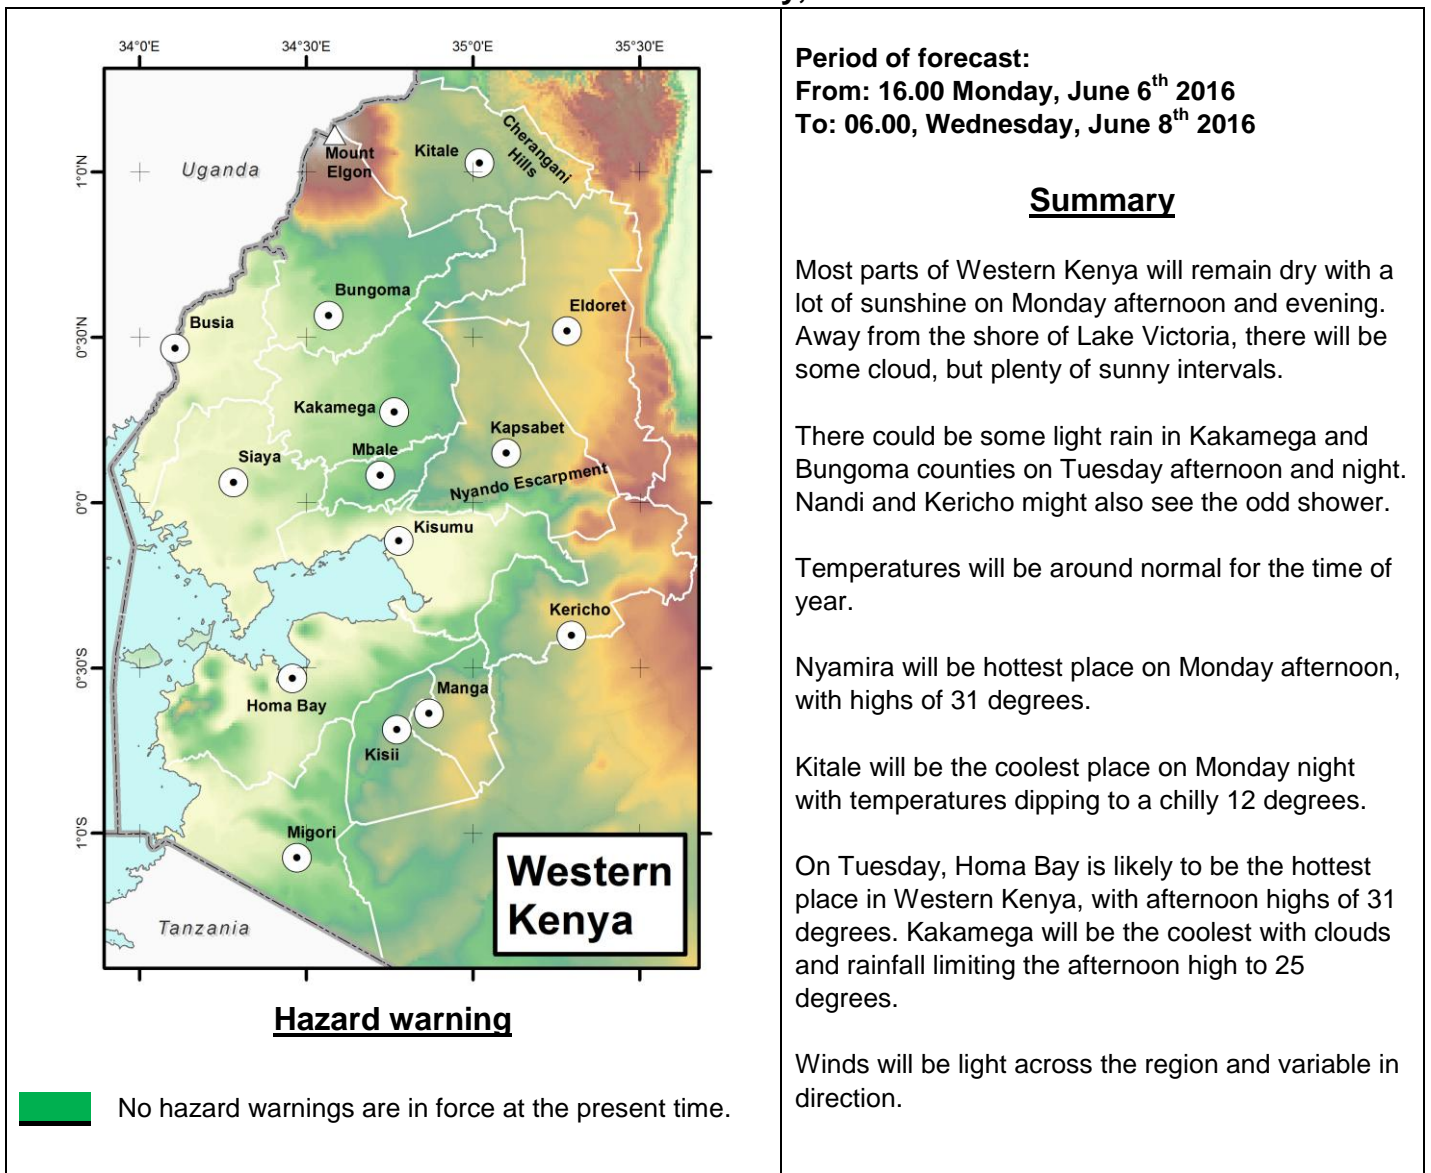 34°0'E 34°30'E 35°0'E 35°30'E
1°0'N
0°30'N
0°0'
0°30'S
1°0'S
Uganda
Mount
Elgon
Kitale
Cherangani
Hills
Bungoma
Eldoret
Busia
Kakamega
Kapsabet
Mbale
Siaya
Nyando Escarpment
Kisumu
Kericho
Manga
Homa Bay
Kisii
Migori
Tanzania
Western
Kenya
Hazard warning
No hazard warnings are in force at the present time.
Period of forecast:
From: 16.00 Monday, June 6th 2016
To: 06.00, Wednesday, June 8th 2016
Summary
Most parts of Western Kenya will remain dry with a
lot of sunshine on Monday afternoon and evening.
Away from the shore of Lake Victoria, there will be
some cloud, but plenty of sunny intervals.
There could be some light rain in Kakamega and
Bungoma counties on Tuesday afternoon and night.
Nandi and Kericho might also see the odd shower.
Temperatures will be around normal for the time of
year.
Nyamira will be hottest place on Monday afternoon,
with highs of 31 degrees.
Kitale will be the coolest place on Monday night
with temperatures dipping to a chilly 12 degrees.
On Tuesday, Homa Bay is likely to be the hottest
place in Western Kenya, with afternoon highs of 31
degrees. Kakamega will be the coolest with clouds
and rainfall limiting the afternoon high to 25
degrees.
Winds will be light across the region and variable in
direction.